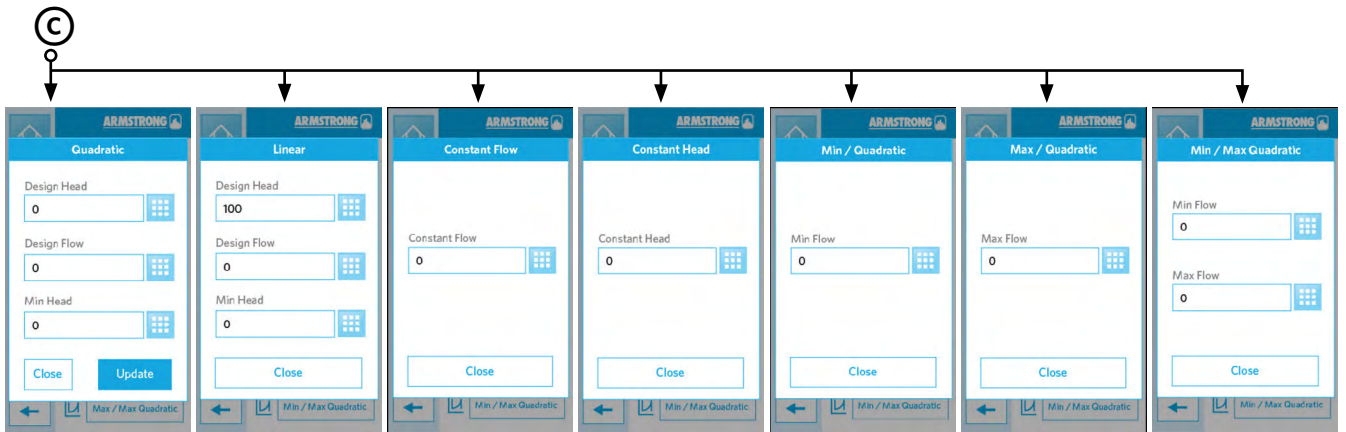 C
ARMSTRONG
Quadratic
Design Head
0
Design Flow
0
Min Head
0
Close
Update
Max / Max Quadratic
ARMSTRONG
Linear
Design Head
100
Design Flow
0
Min Head
0
Close
Min / Max Quadratic
ARMSTRONG
Constant Flow
Constant Flow
0
Close
Min / Max Quadratic
ARMSTRONG
Constant Head
Constant Head
0
Close
Min / Max Quadratic
ARMSTRONG
Min / Quadratic
Min Flow
0
Close
Min / Max Quadratic
ARMSTRONG
Max / Quadratic
Max Flow
0
Close
Min / Max Quadratic
ARMSTRONG
Min / Max Quadratic
Min Flow
0
Max Flow
0
Close
Min / Max Quadratic